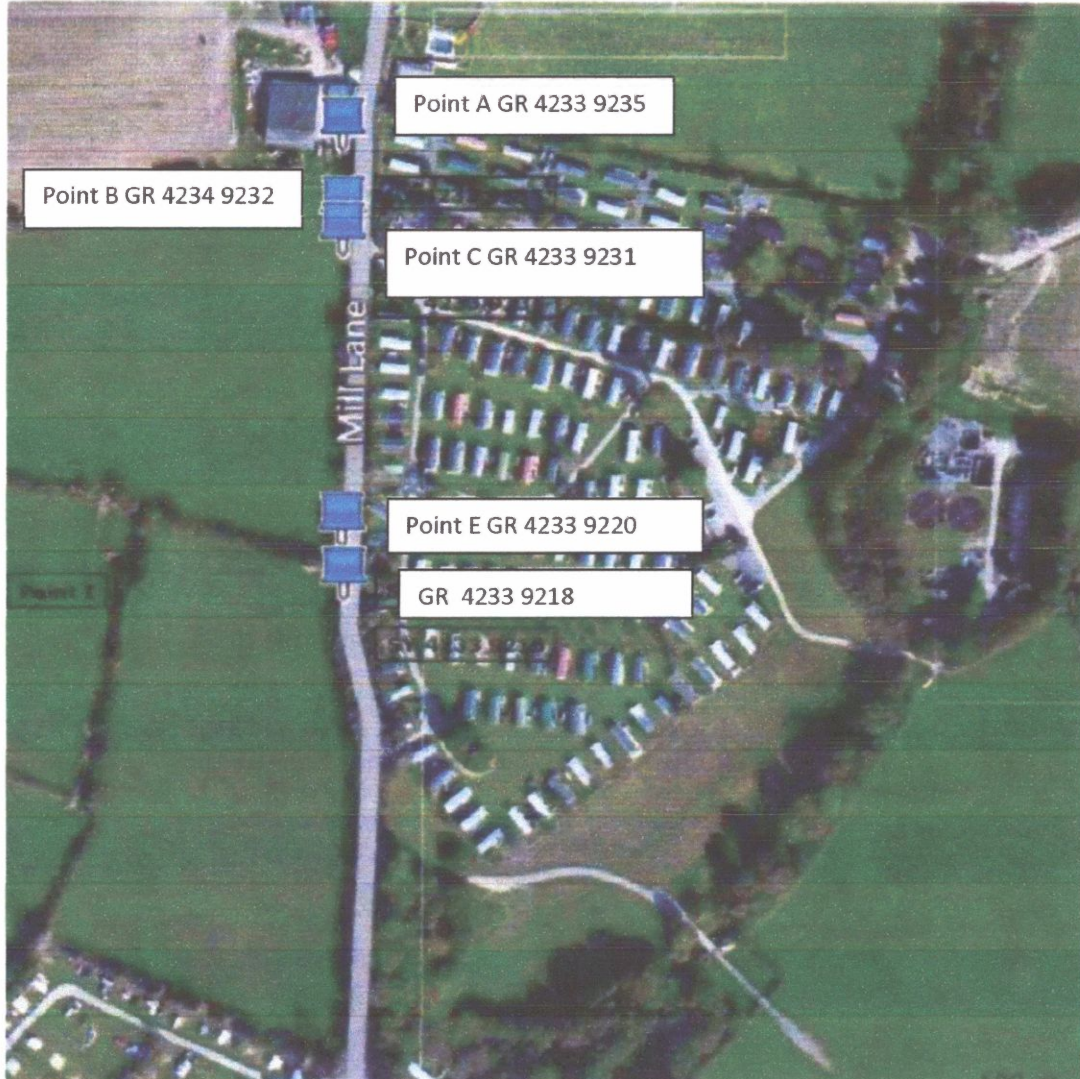 Point A GR 4233 9235
Point B GR 4234 9232
Point C GR 4233 9231
Mill Lane
Point E GR 4233 9220
GR 4233 9218